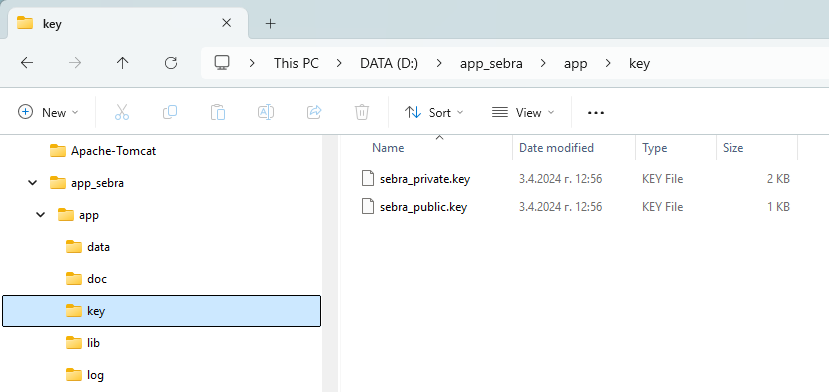 key
This PC > DATA (D:) > app_sebra > app > key
New Sort View
Apache-Tomcat
app_sebra
app
data
doc
key
lib
log
Name Date modified Type Size
sebra_private.key 3.4.2024 г. 12:56 KEY File 2 KB
sebra_public.key 3.4.2024 г. 12:56 KEY File 1 KB